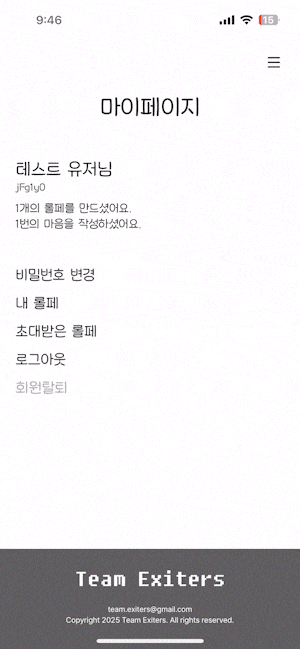 9:46
15
마이페이지
테스트 유저님
jFg1y0
1개의 롤페를 만드셨어요.
1번의 마음을 작성하셨어요.
비밀번호 변경
내 롤페
초대받은 롤페
로그아웃
회원탈퇴
Team Exiters
team.exiters@gmail.com
Copyright 2025 Team Exiters. All rights reserved.